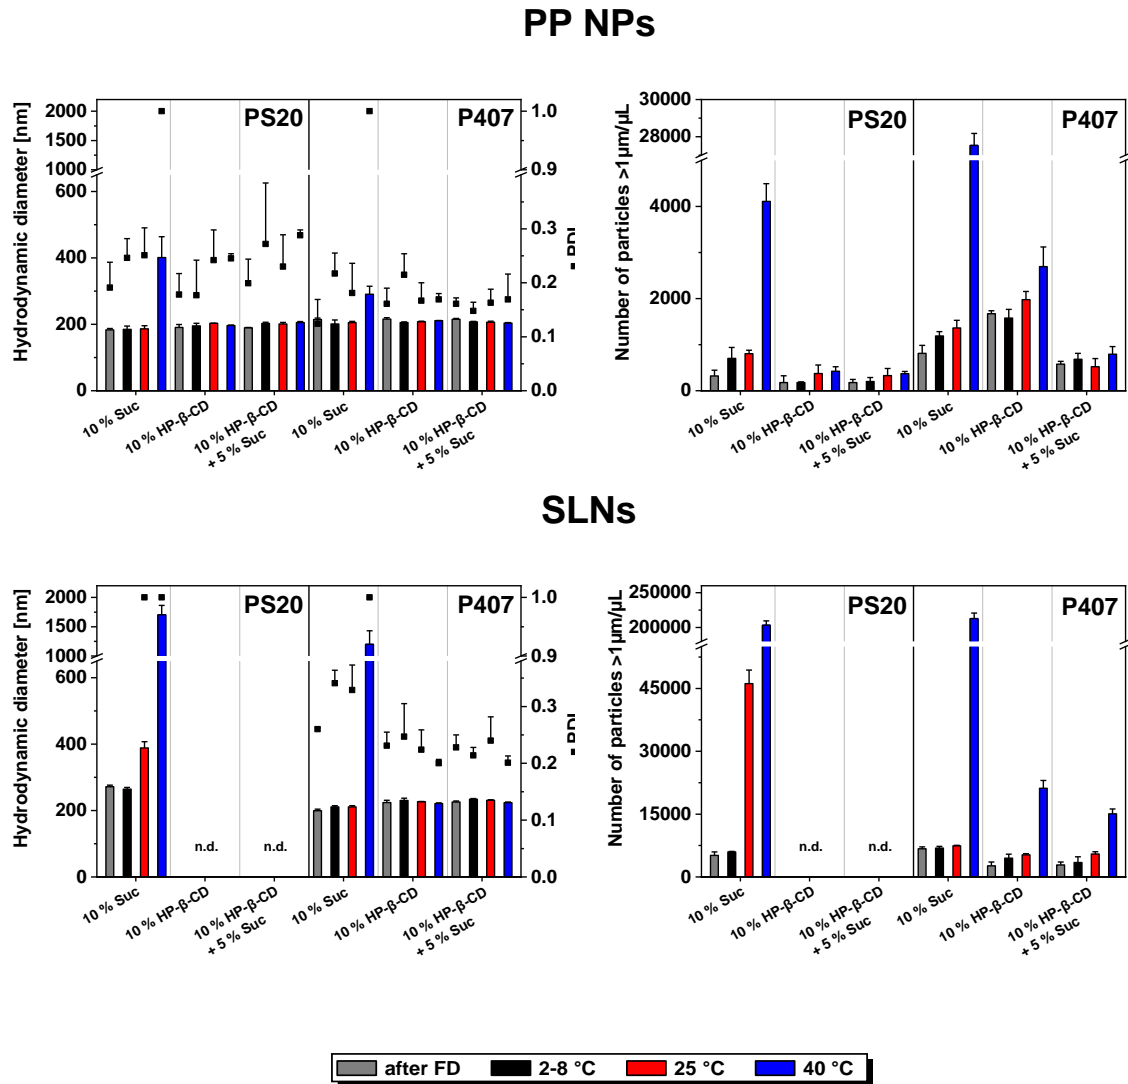 PP NPs
Hydrodynamic diameter [nm]
2000
1500
1000
600
400
200
0
PS20
P407
1.0
0.9
0.3
0.2
0.1
0.0
PDI
10 % Suc
10 % HP-β-CD
10 % HP-β-CD
+ 5 % Suc
10 % Suc
10 % HP-β-CD
10 % HP-β-CD
+ 5 % Suc
Number of particles >1µm/µL
30000
28000
4000
2000
0
PS20
P407
10 % Suc
10 % HP-β-CD
10 % HP-β-CD
+ 5 % Suc
10 % Suc
10 % HP-β-CD
10 % HP-β-CD
+ 5 % Suc
SLNs
Hydrodynamic diameter [nm]
2000
1500
1000
600
400
200
0
PS20
P407
n.d.
n.d.
1.0
0.9
0.3
0.2
0.1
0.0
PDI
10 % Suc
10 % HP-β-CD
10 % HP-β-CD
+ 5 % Suc
10 % Suc
10 % HP-β-CD
10 % HP-β-CD
+ 5 % Suc
Number of particles >1µm/µL
250000
200000
45000
30000
15000
0
PS20
P407
n.d.
n.d.
10 % Suc
10 % HP-β-CD
10 % HP-β-CD
+ 5 % Suc
10 % Suc
10 % HP-β-CD
10 % HP-β-CD
+ 5 % Suc
after FD
2-8 °C
25 °C
40 °C